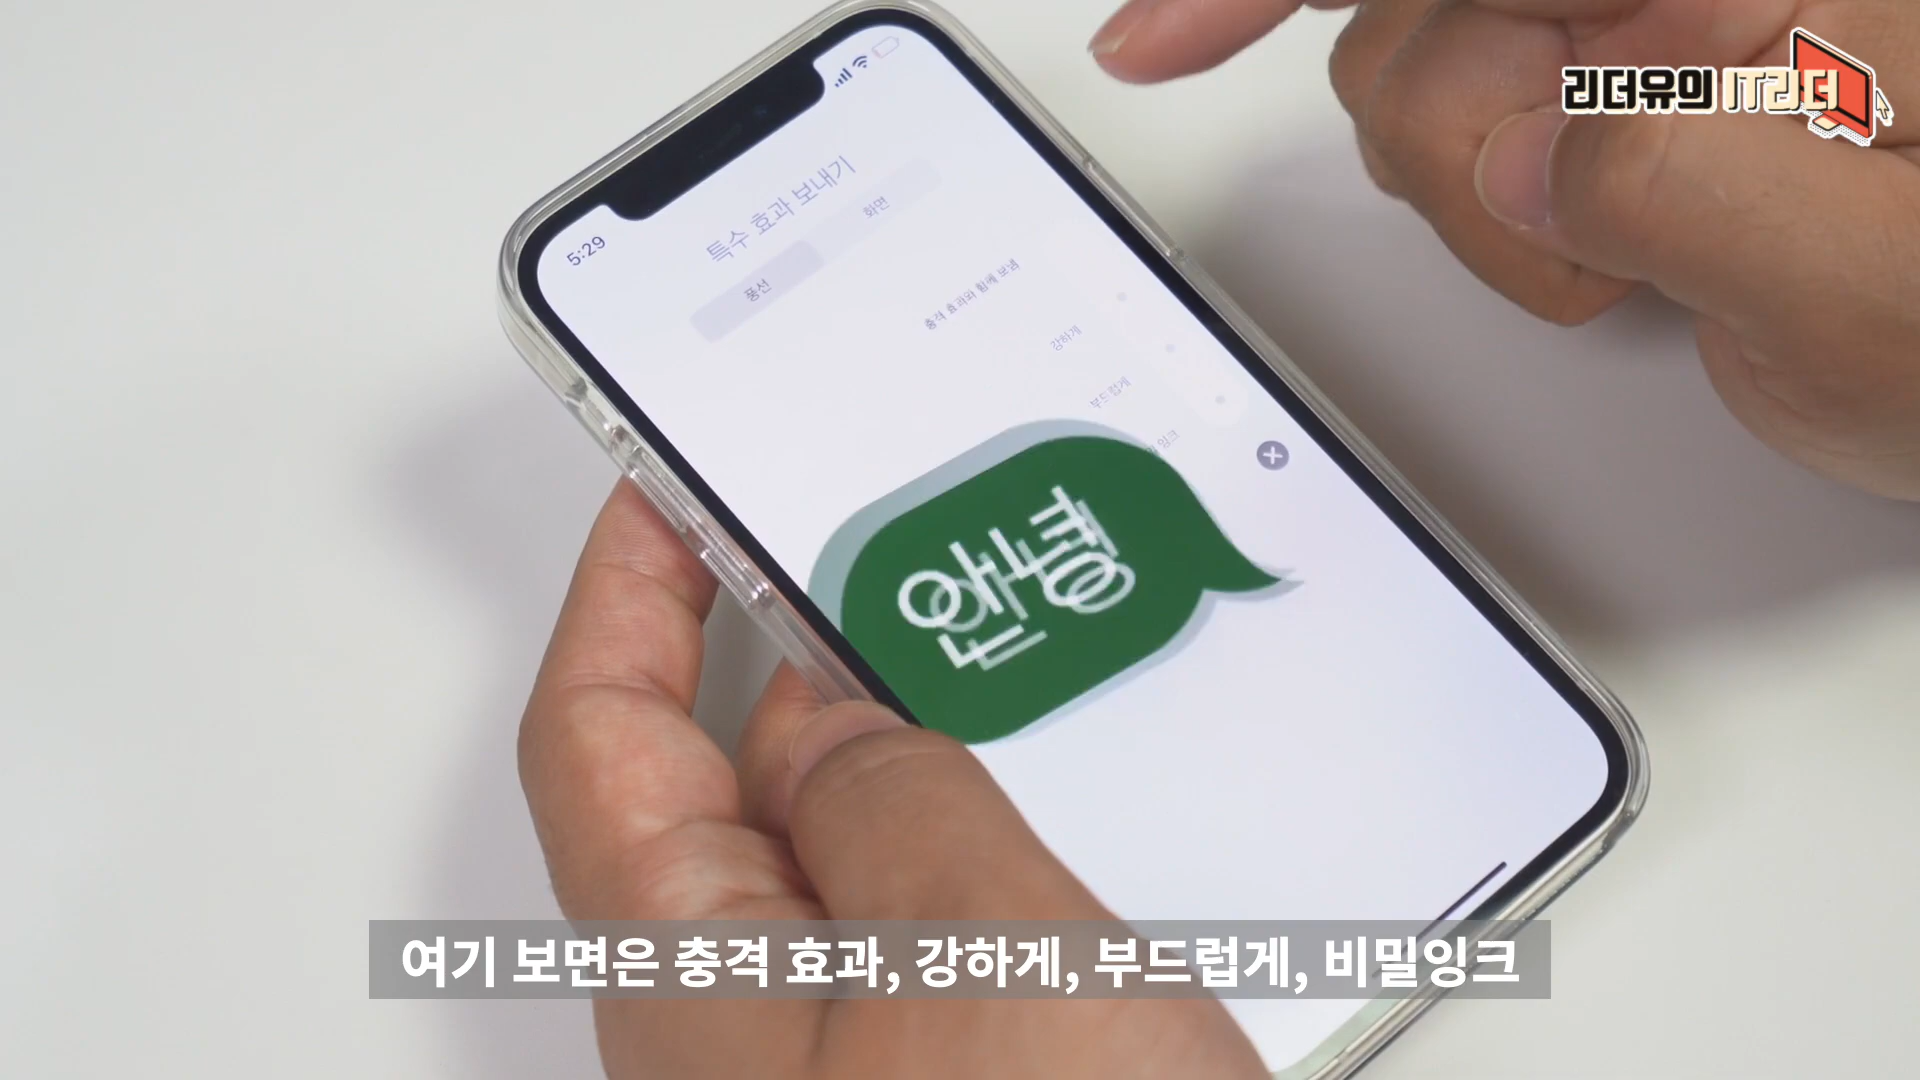 리더유의 IT리더
5:29
특수 효과 보내기
풍선
화면
충격 효과와 함께 보냄
강하게
부드럽게
잉크
안녕
여기 보면은 충격 효과, 강하게, 부드럽게, 비밀잉크